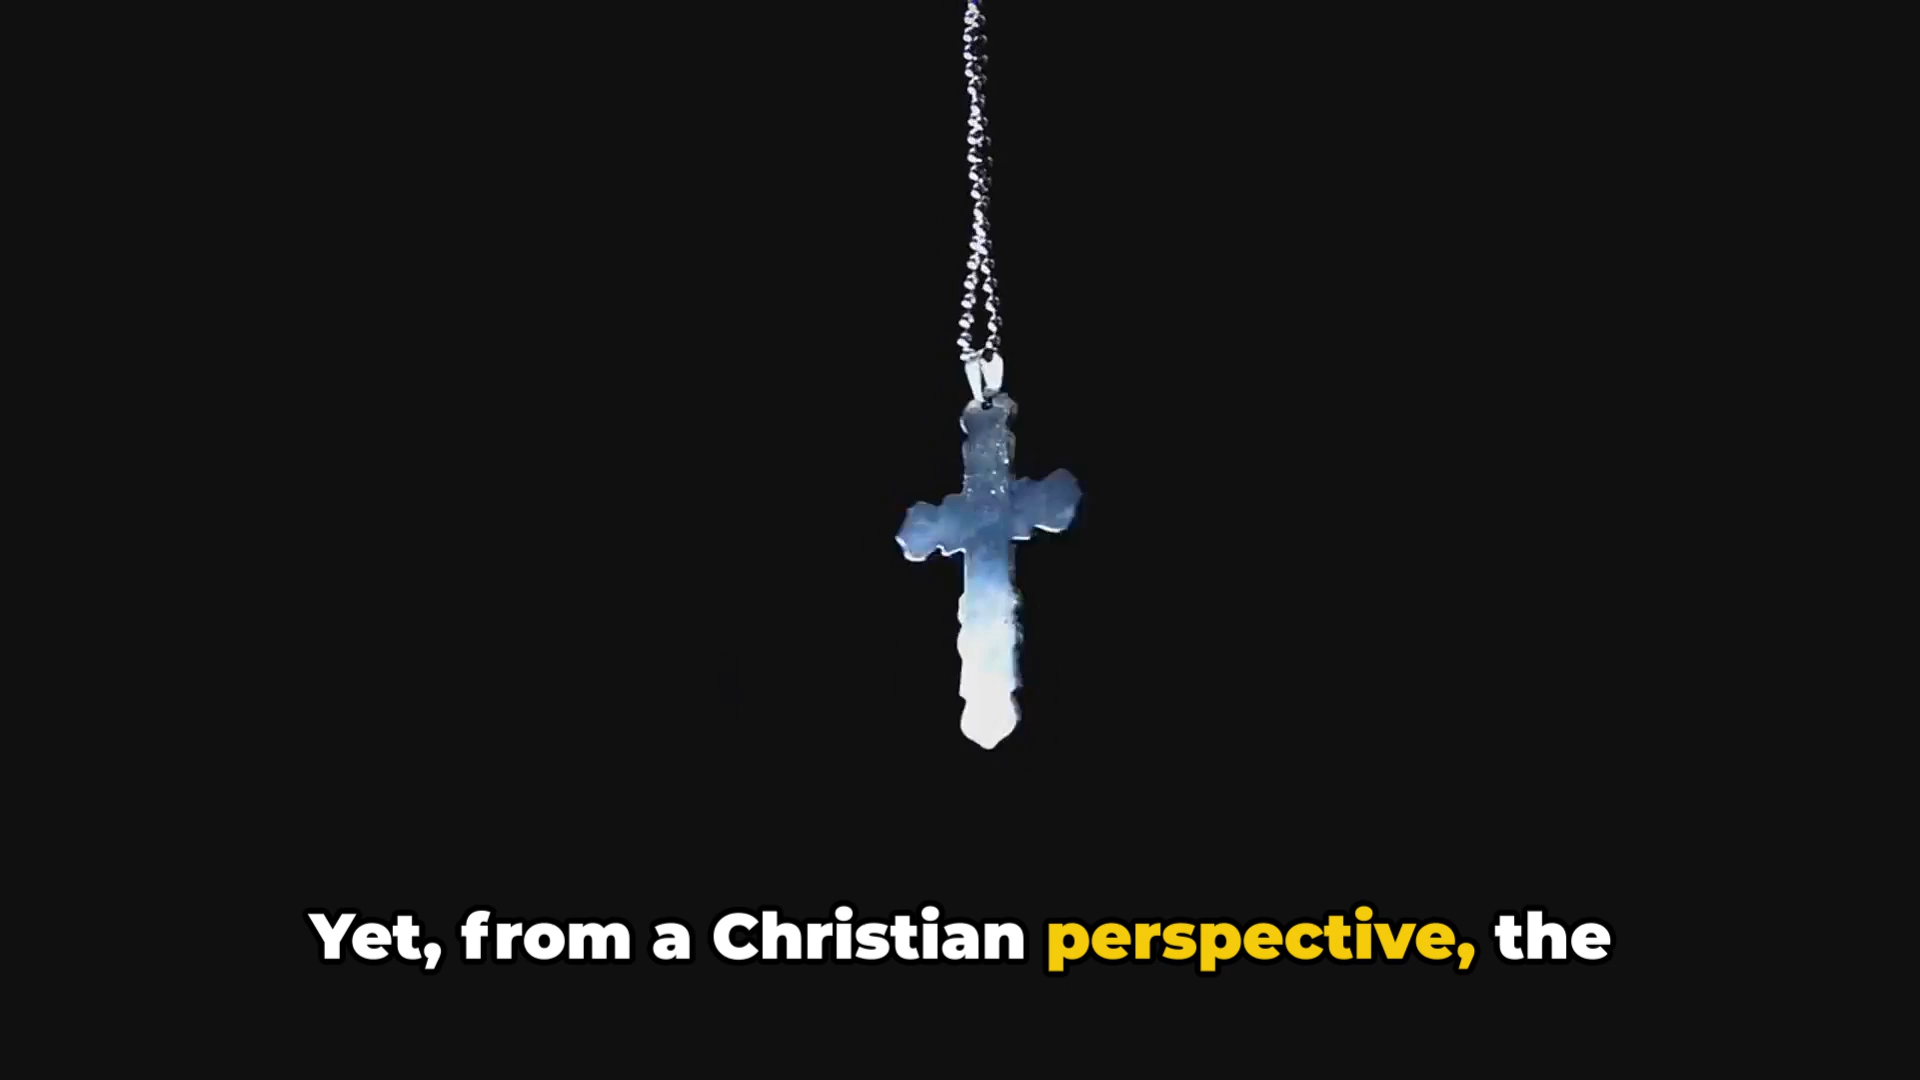 Yet, from a Christian perspective, the